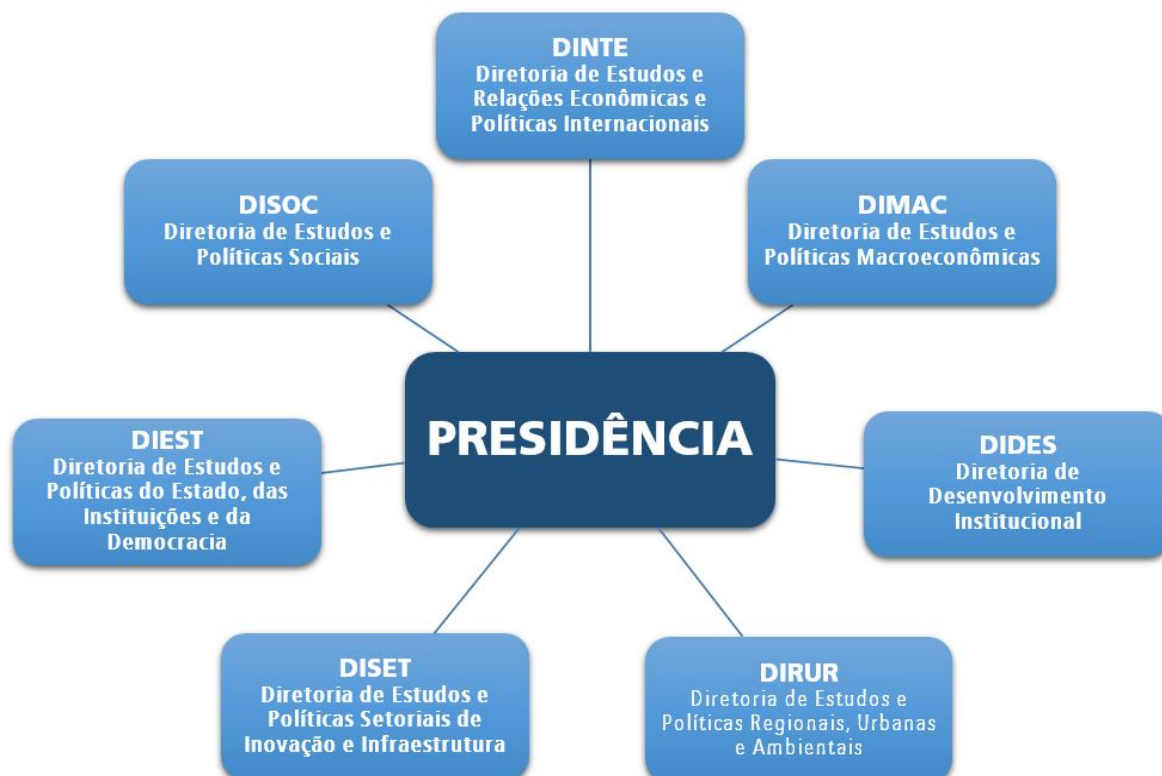 DINTE
Diretoria de Estudos e
Relações Econômicas e
Políticas Internacionais
DISOC
Diretoria de Estudos e
Políticas Sociais
DIMAC
Diretoria de Estudos e
Políticas Macroeconômicas
PRESIDÊNCIA
DIEST
Diretoria de Estudos e
Políticas do Estado, das
Instituições e da
Democracia
DIDES
Diretoria de
Desenvolvimento
Institucional
DISET
Diretoria de Estudos e
Políticas Setoriais de
Inovação e Infraestrutura
DIRUR
Diretoria de Estudos e
Políticas Regionais, Urbanas
e Ambientais